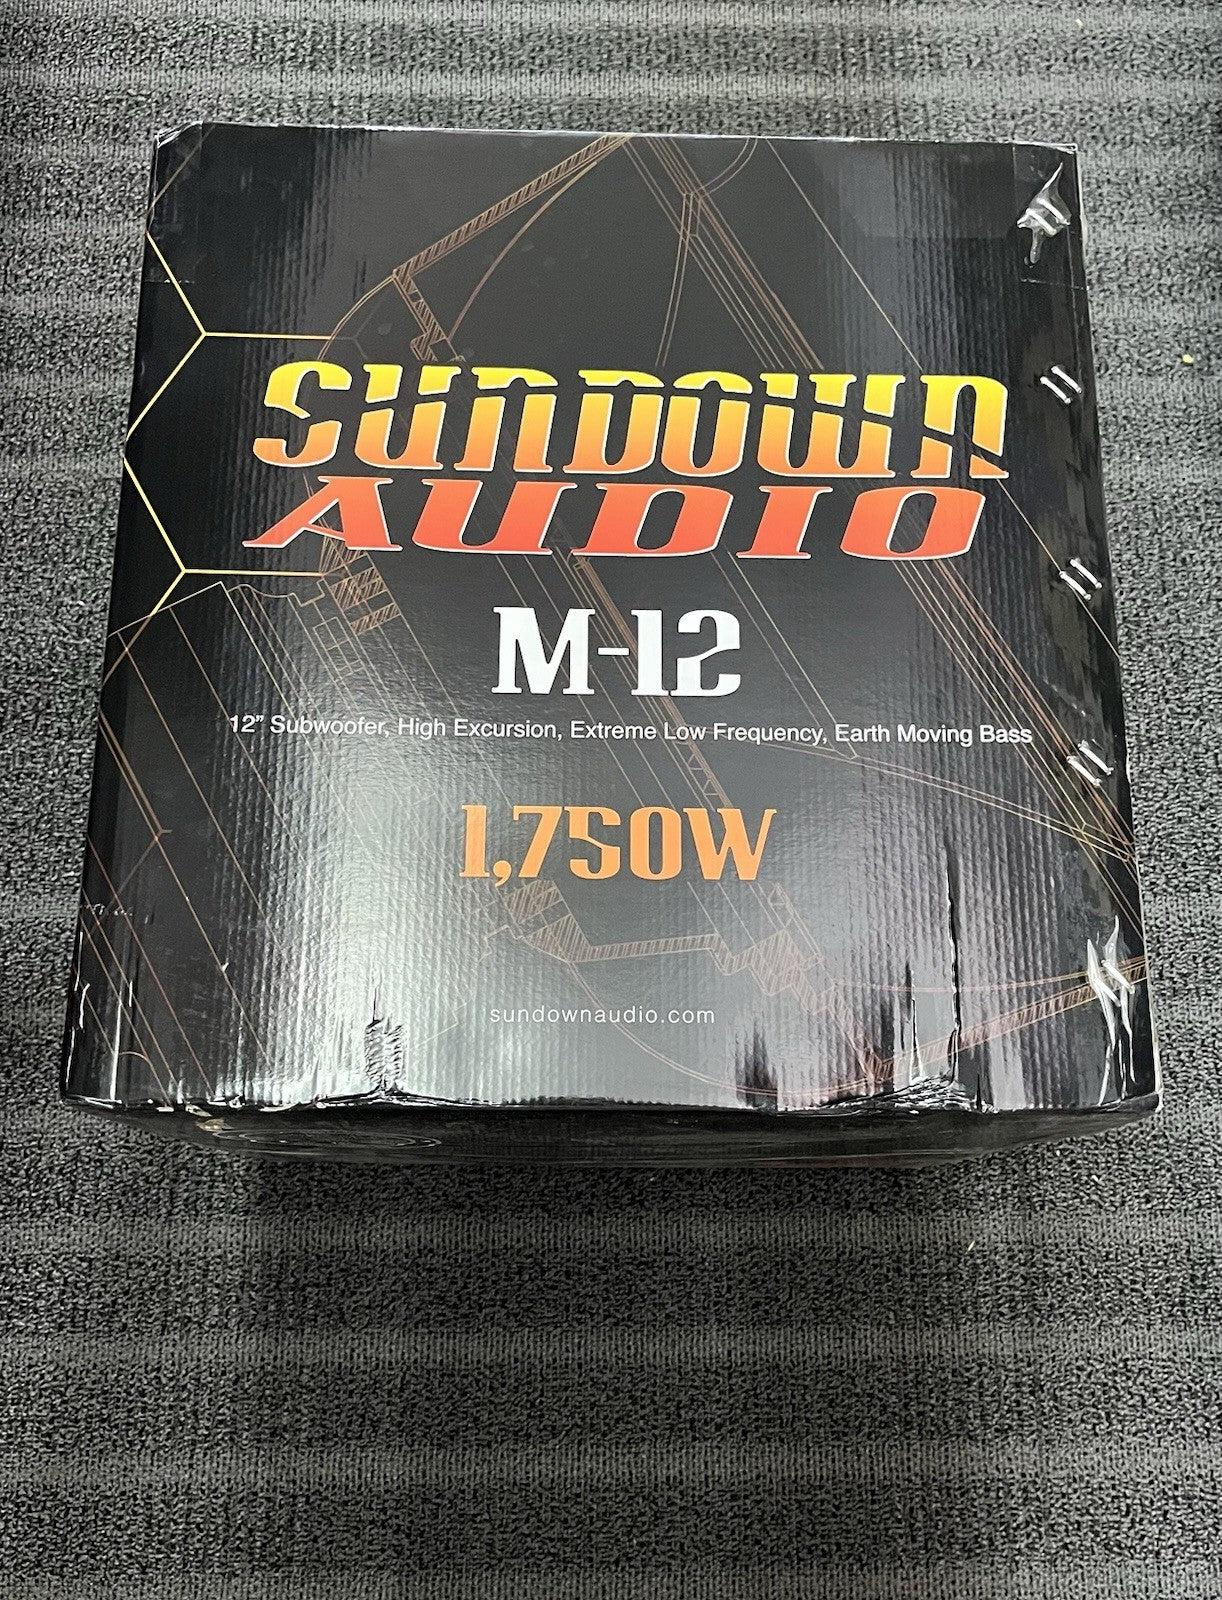 SUNDOWN
AUDIO
M-12
12” Subwoofer, High Excursion, Extreme Low Frequency, Earth Moving Bass
1,750W
sundownaudio.com